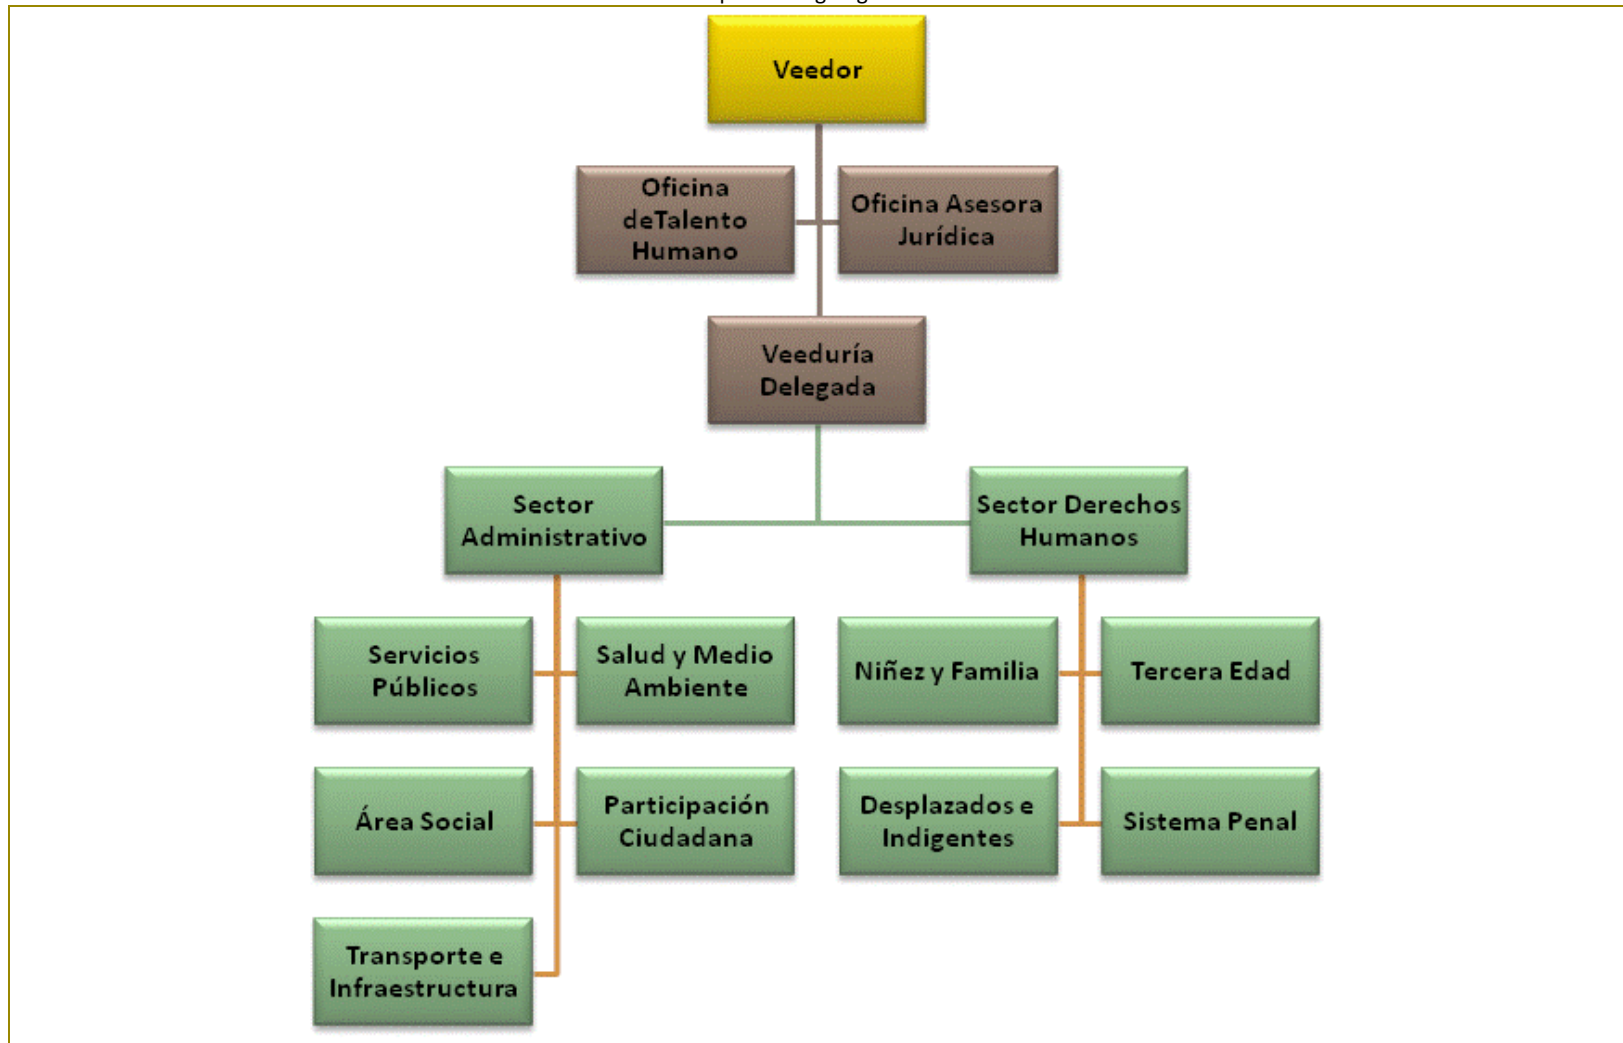 Veedor
Oficina
deTalento
Humano
Oficina Asesora
Jurídica
Veeduría
Delegada
Sector
Administrativo
Sector Derechos
Humanos
Servicios
Públicos
Salud y Medio
Ambiente
Niñez y Familia
Tercera Edad
Área Social
Participación
Ciudadana
Desplazados e
Indigentes
Sistema Penal
Transporte e
Infraestructura